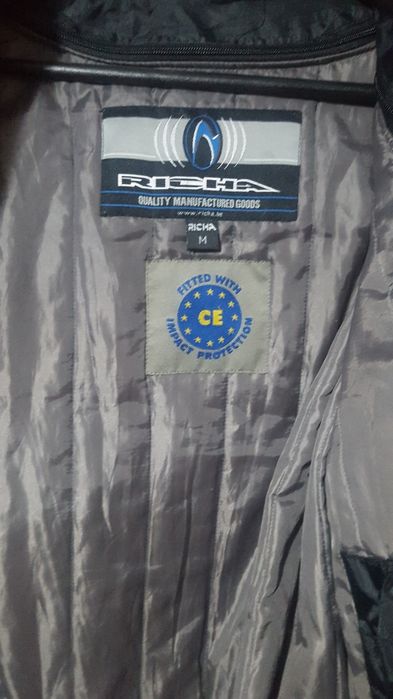 RICHA
QUALITY MANUFACTURED GOODS
www.richa.be
RICHA
M
FITTED WITH
CE
IMPACT PROTECTION